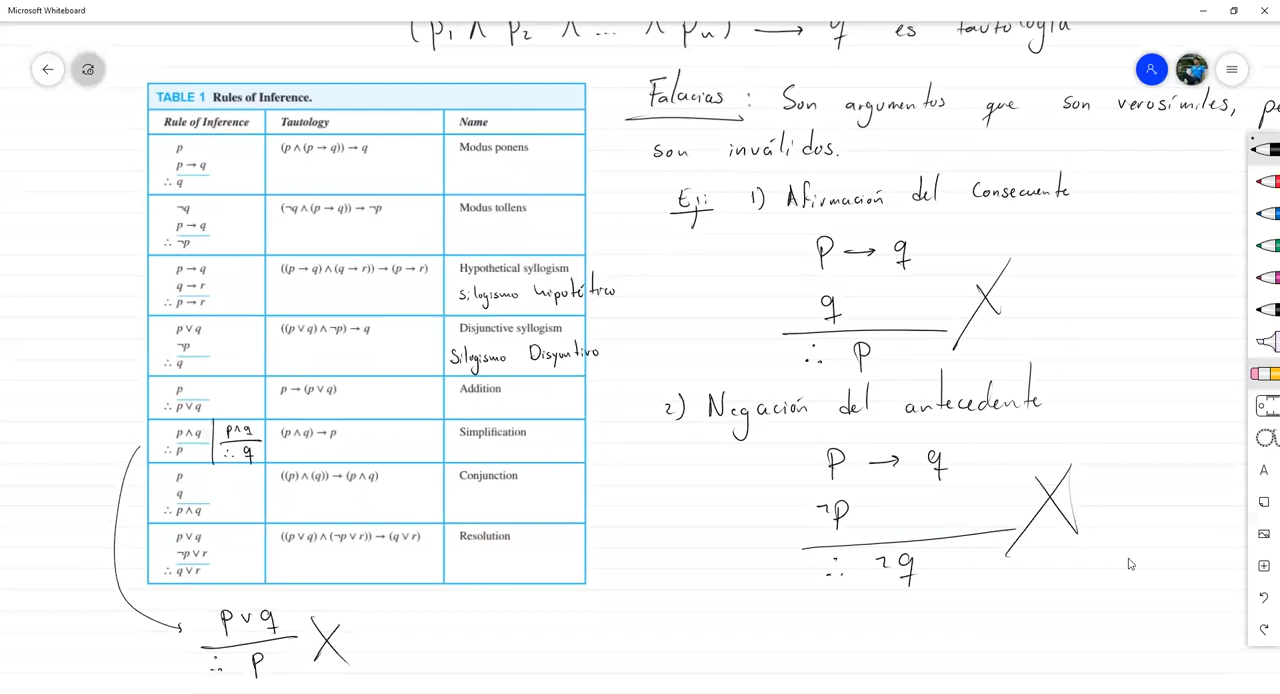 Microsoft Whiteboard
(p₁ ∧ p₂ ∧ ... ∧ pₙ) → q es tautología
TABLE 1 Rules of Inference.
Rule of Inference Tautology Name
p
p → q
∴ q
(p ∧ (p → q)) → q
Modus ponens
¬q
p → q
∴ ¬p
(¬q ∧ (p → q)) → ¬p
Modus tollens
p → q
q → r
∴ p → r
((p → q) ∧ (q → r)) → (p → r)
Hypothetical syllogism
Silogismo hipotético
p ∨ q
¬p
∴ q
((p ∨ q) ∧ ¬p) → q
Disjunctive syllogism
Silogismo Disyuntivo
p
∴ p ∨ q
p → (p ∨ q)
Addition
p ∧ q
∴ p
p ∧ q
∴ q
(p ∧ q) → p
Simplification
p
q
∴ p ∧ q
((p) ∧ (q)) → (p ∧ q)
Conjunction
p ∨ q
¬p ∨ r
∴ q ∨ r
((p ∨ q) ∧ (¬p ∨ r)) → (q ∨ r)
Resolution
p ∨ q
∴ p
X
Falacias: Son argumentos que son verosímiles,
son inválidos.
Ej: 1) Afirmación del consecuente
p → q
q
∴ p
X
2) Negación del antecedente
p → q
¬p
∴ ¬q
X
A